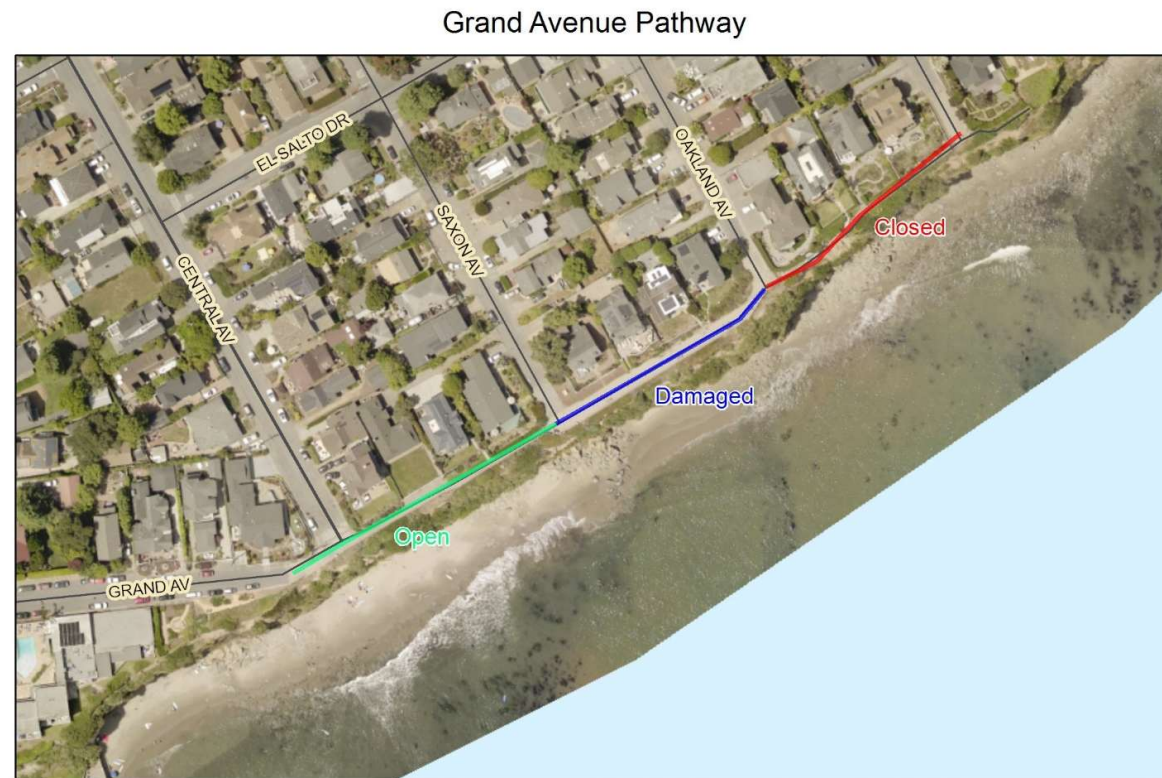 Grand Avenue Pathway
EL SALTO DR
OAKLAND AV
SAXON AV
Closed
CENTRAL AV
Damaged
Open
GRAND AV